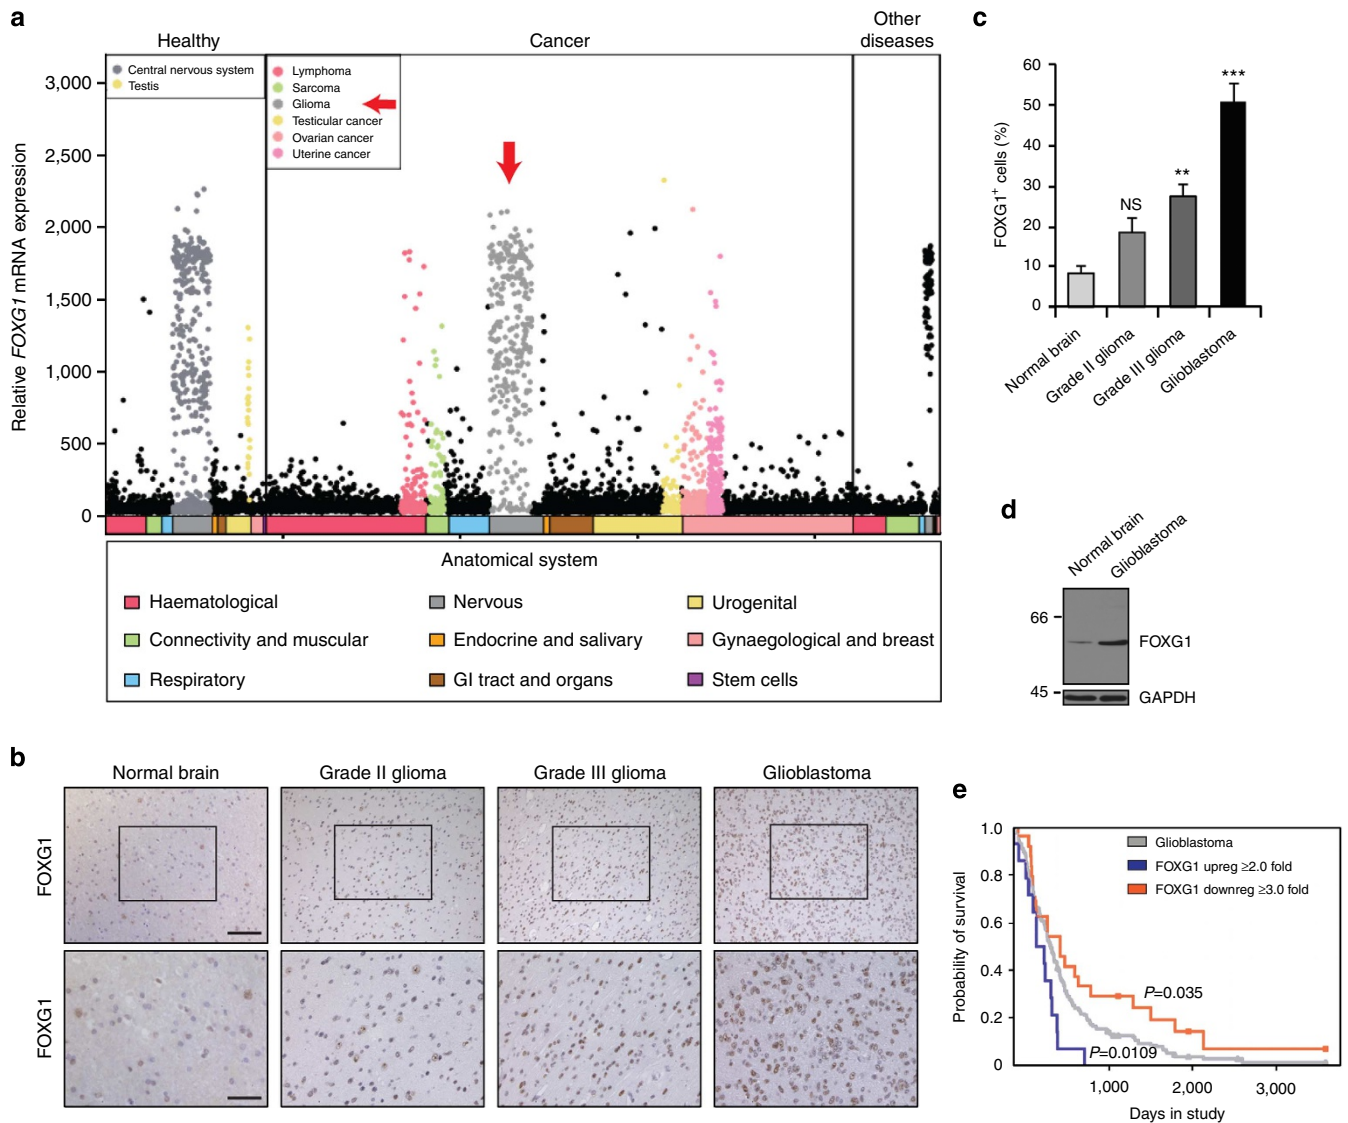 a
Healthy
Cancer
Other
diseases
Central nervous system
Testis
Lymphoma
Sarcoma
Glioma
Testicular cancer
Ovarian cancer
Uterine cancer
Relative FOXG1 mRNA expression
3,000
2,500
2,000
1,500
1,000
500
0
Anatomical system
Haematological
Nervous
Urogenital
Connectivity and muscular
Endocrine and salivary
Gynaegological and breast
Respiratory
GI tract and organs
Stem cells
b
Normal brain
Grade II glioma
Grade III glioma
Glioblastoma
FOXG1
FOXG1
c
FOXG1+ cells (%)
60
50
40
30
20
10
0
NS
**
***
Normal brain
Grade II glioma
Grade III glioma
Glioblastoma
d
Normal brain
Glioblastoma
66
FOXG1
45
GAPDH
e
Probability of survival
1.0
0.8
0.6
0.4
0.2
0
Glioblastoma
FOXG1 upreg ≥2.0 fold
FOXG1 downreg ≥3.0 fold
P=0.035
P=0.0109
1,000
2,000
3,000
Days in study